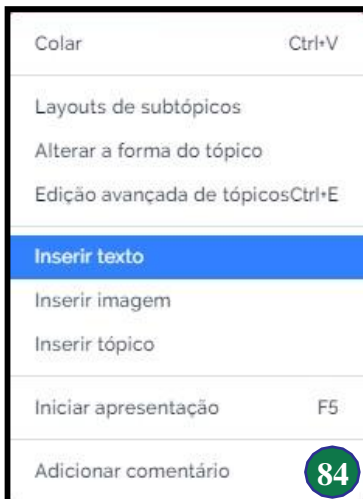 Colar Ctrl+V
Layouts de subtópicos
Alterar a forma do tópico
Edição avançada de tópicosCtrl+E
Inserir texto
Inserir imagem
Inserir tópico
Iniciar apresentação F5
Adicionar comentário 84